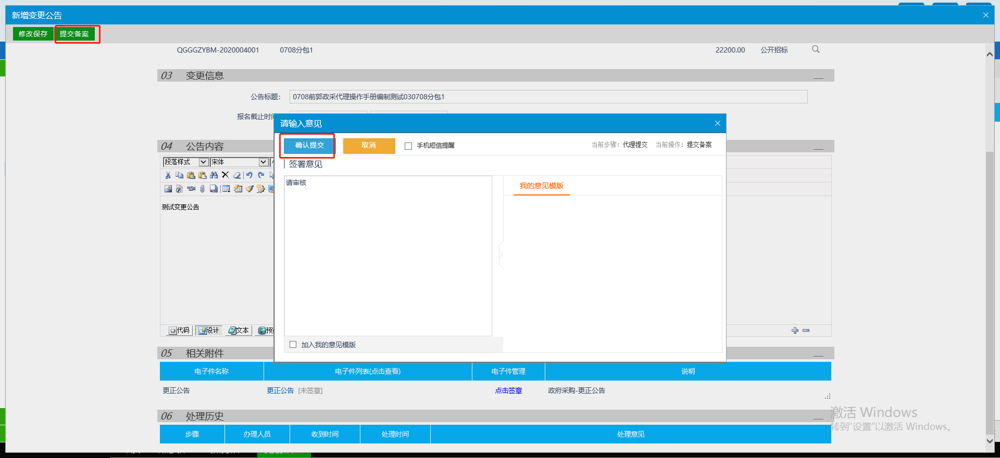 新增变更公告
修改保存 提交备案
QGGGZYBM-2020004001 0708分包1 22200.00 公开招标
03 变更信息
公告标题： 0708前郭政采代理操作手册编制测试030708分包1
报名截止时间
请输入意见
确认提交 取消 手机短信提醒 当前步骤：代理提交 当前操作：提交备案
签署意见
请审核
我的意见模版
加入我的意见模版
04 公告内容
段落样式 宋体
测试变更公告
代码 设计 文本 预览
05 相关附件
电子件名称 电子件列表(点击查看) 电子件管理 说明
更正公告 更正公告 [未签章] 点击签章 政府采购-更正公告
06 处理历史
步骤 办理人员 收到时间 处理时间 处理意见
激活 Windows
转到"设置"以激活 Windows。